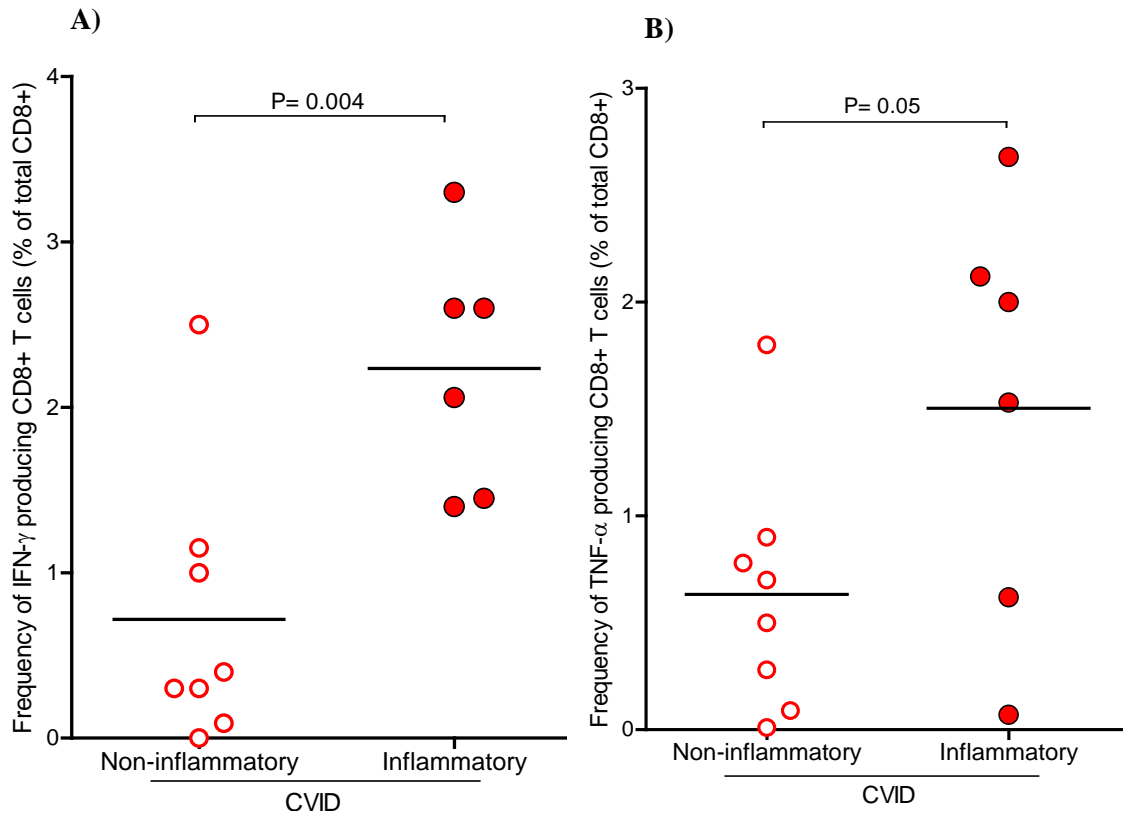 A)
Frequency of IFN-γ producing CD8+ T cells (% of total CD8+)
4
3
2
1
0
P= 0.004
Non-inflammatory
Inflammatory
CVID
B)
Frequency of TNF-α producing CD8+ T cells (% of total CD8+)
3
2
1
0
P= 0.05
Non-inflammatory
Inflammatory
CVID